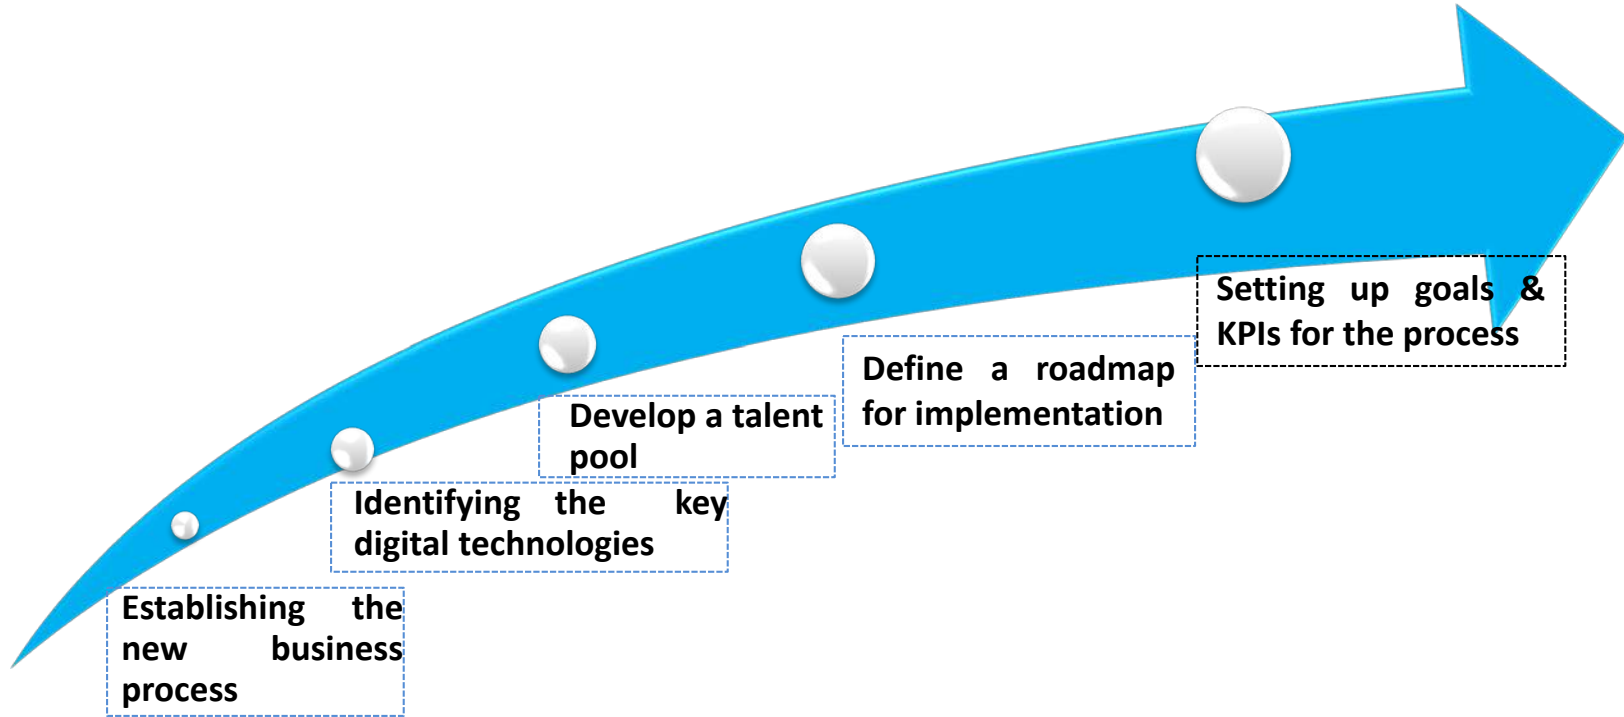 Establishing the
new business
process
Identifying the key
digital technologies
Develop a talent
pool
Define a roadmap
for implementation
Setting up goals &
KPIs for the process